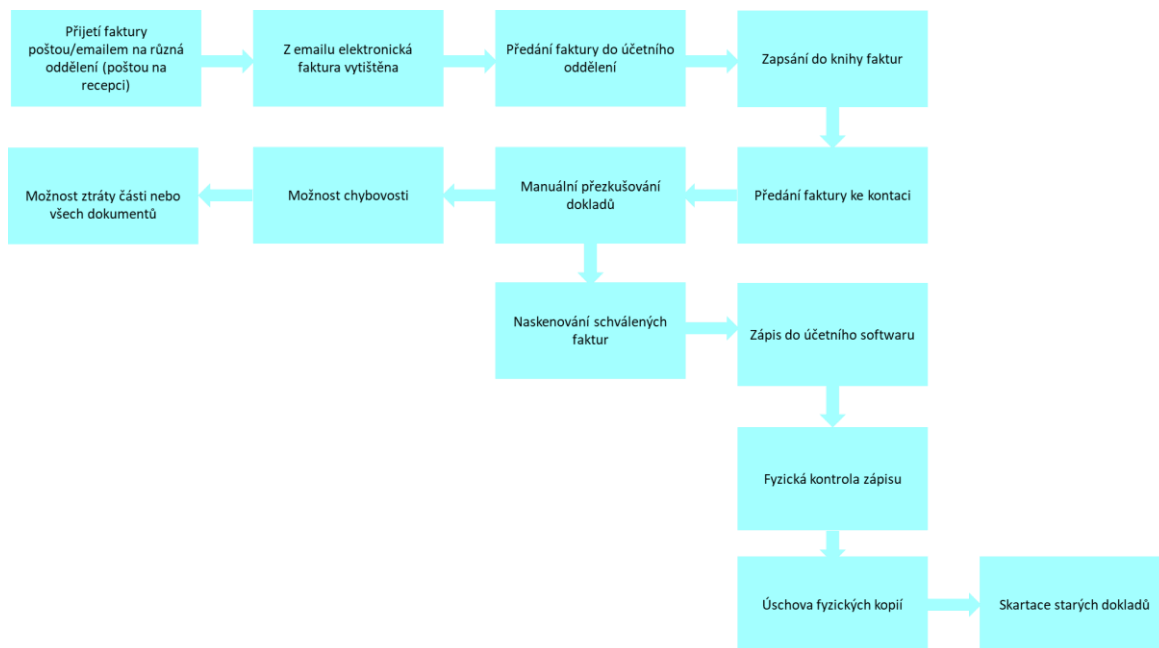 Přijetí faktury
poštou/emailem na různá
oddělení (poštou na
recepci)
Z emailu elektronická
faktura vytištěna
Předání faktury do účetního
oddělení
Zapsání do knihy faktur
Možnost ztráty části nebo
všech dokumentů
Možnost chybovosti
Manuální přezkušování
dokladů
Předání faktury ke kontaci
Naskenování schválených
faktur
Zápis do účetního softwaru
Fyzická kontrola zápisu
Úschova fyzických kopií
Skartace starých dokladů